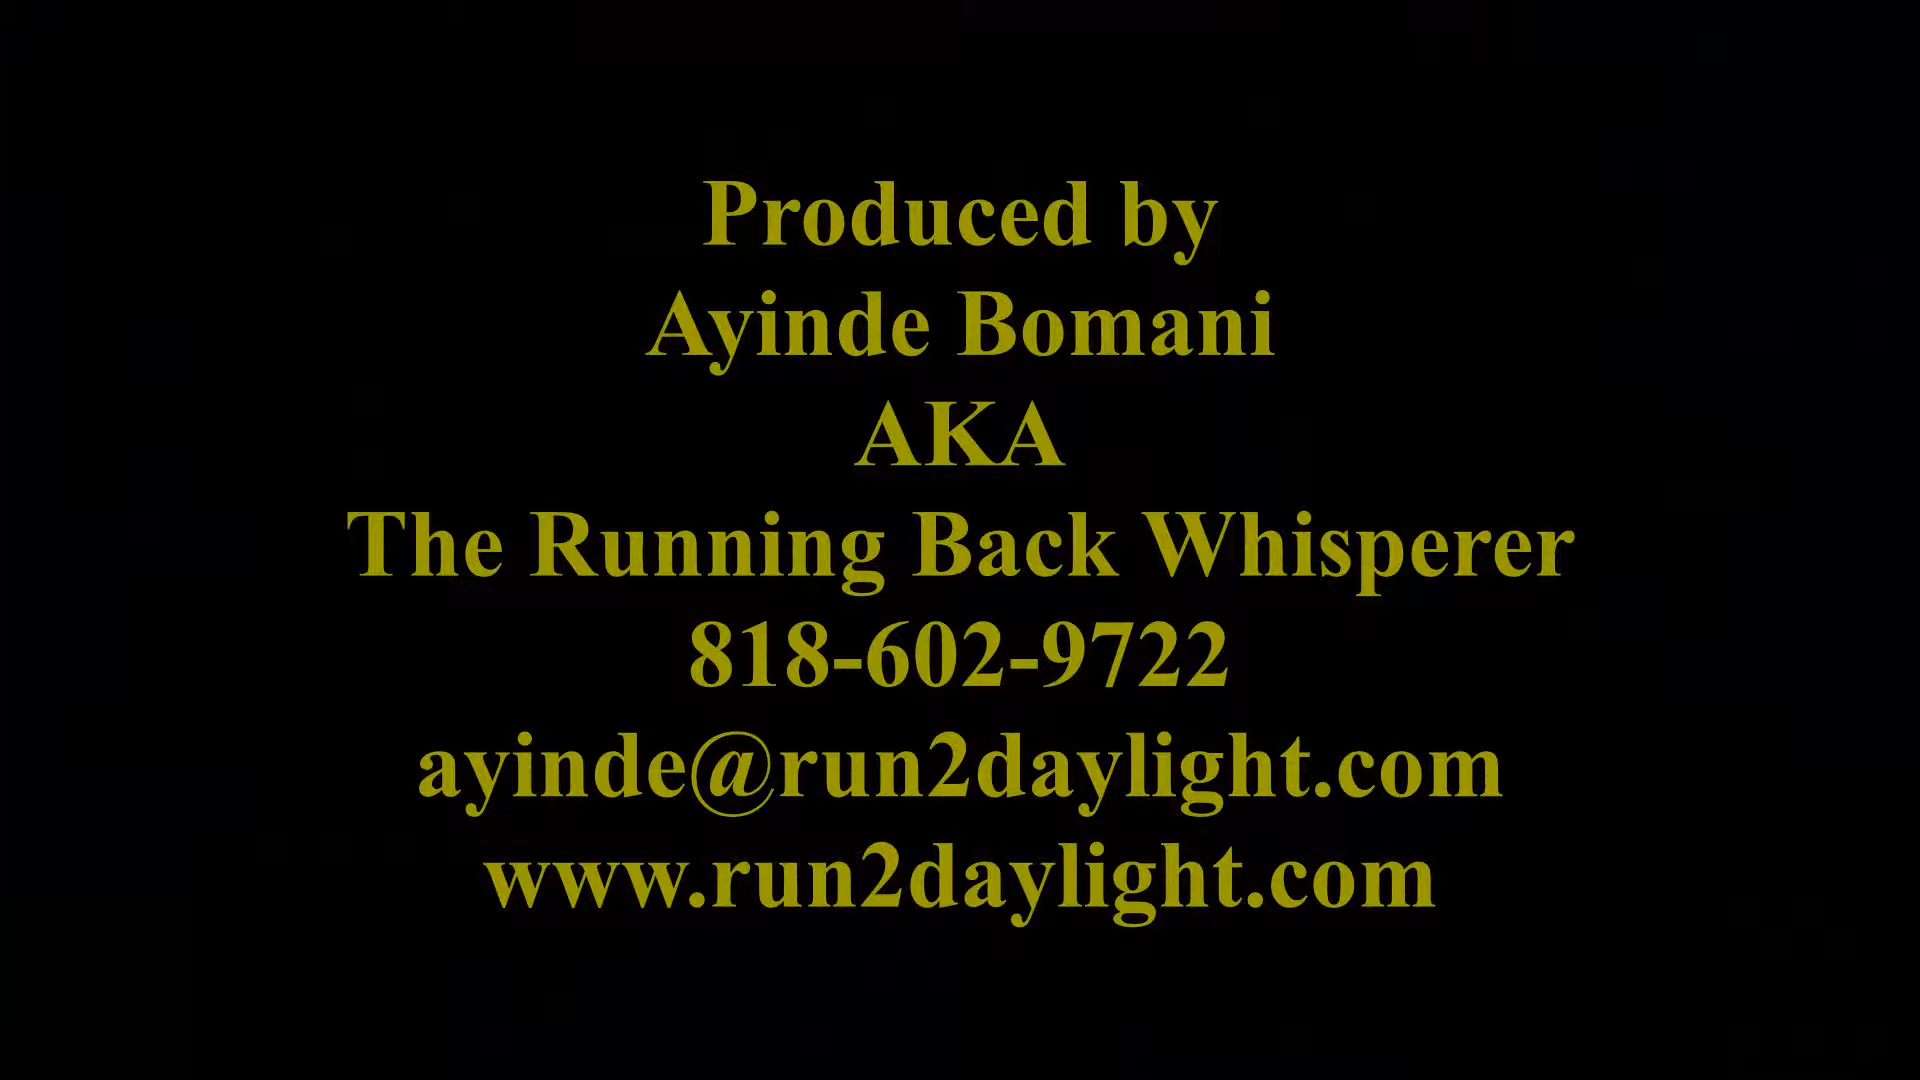 Produced by
Ayinde Bomani
AKA
The Running Back Whisperer
818-602-9722
ayinde@run2daylight.com
www.run2daylight.com